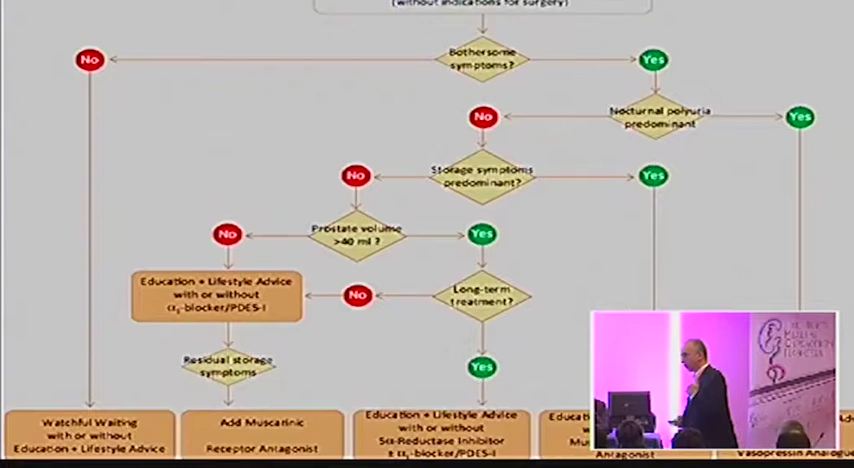 (without indications for surgery)
Bothersome
symptoms?
No
Yes
Nocturnal polyuria
predominant
No
Yes
Storage symptoms
predominant?
No
Yes
Prostate volume
>40 ml ?
No
Yes
Education + Lifestyle Advice
with or without
α₁-blocker/PDE5-I
No
Long-term
treatment?
Residual storage
symptoms
Yes
Watchful Waiting
with or without
Education + Lifestyle Advice
Add Muscarinic
Receptor Antagonist
Education + Lifestyle Advice
with or without
5α-Reductase Inhibitor
± α₁-blocker/PDE5-I
Antagonist
Vasopressin Analogue